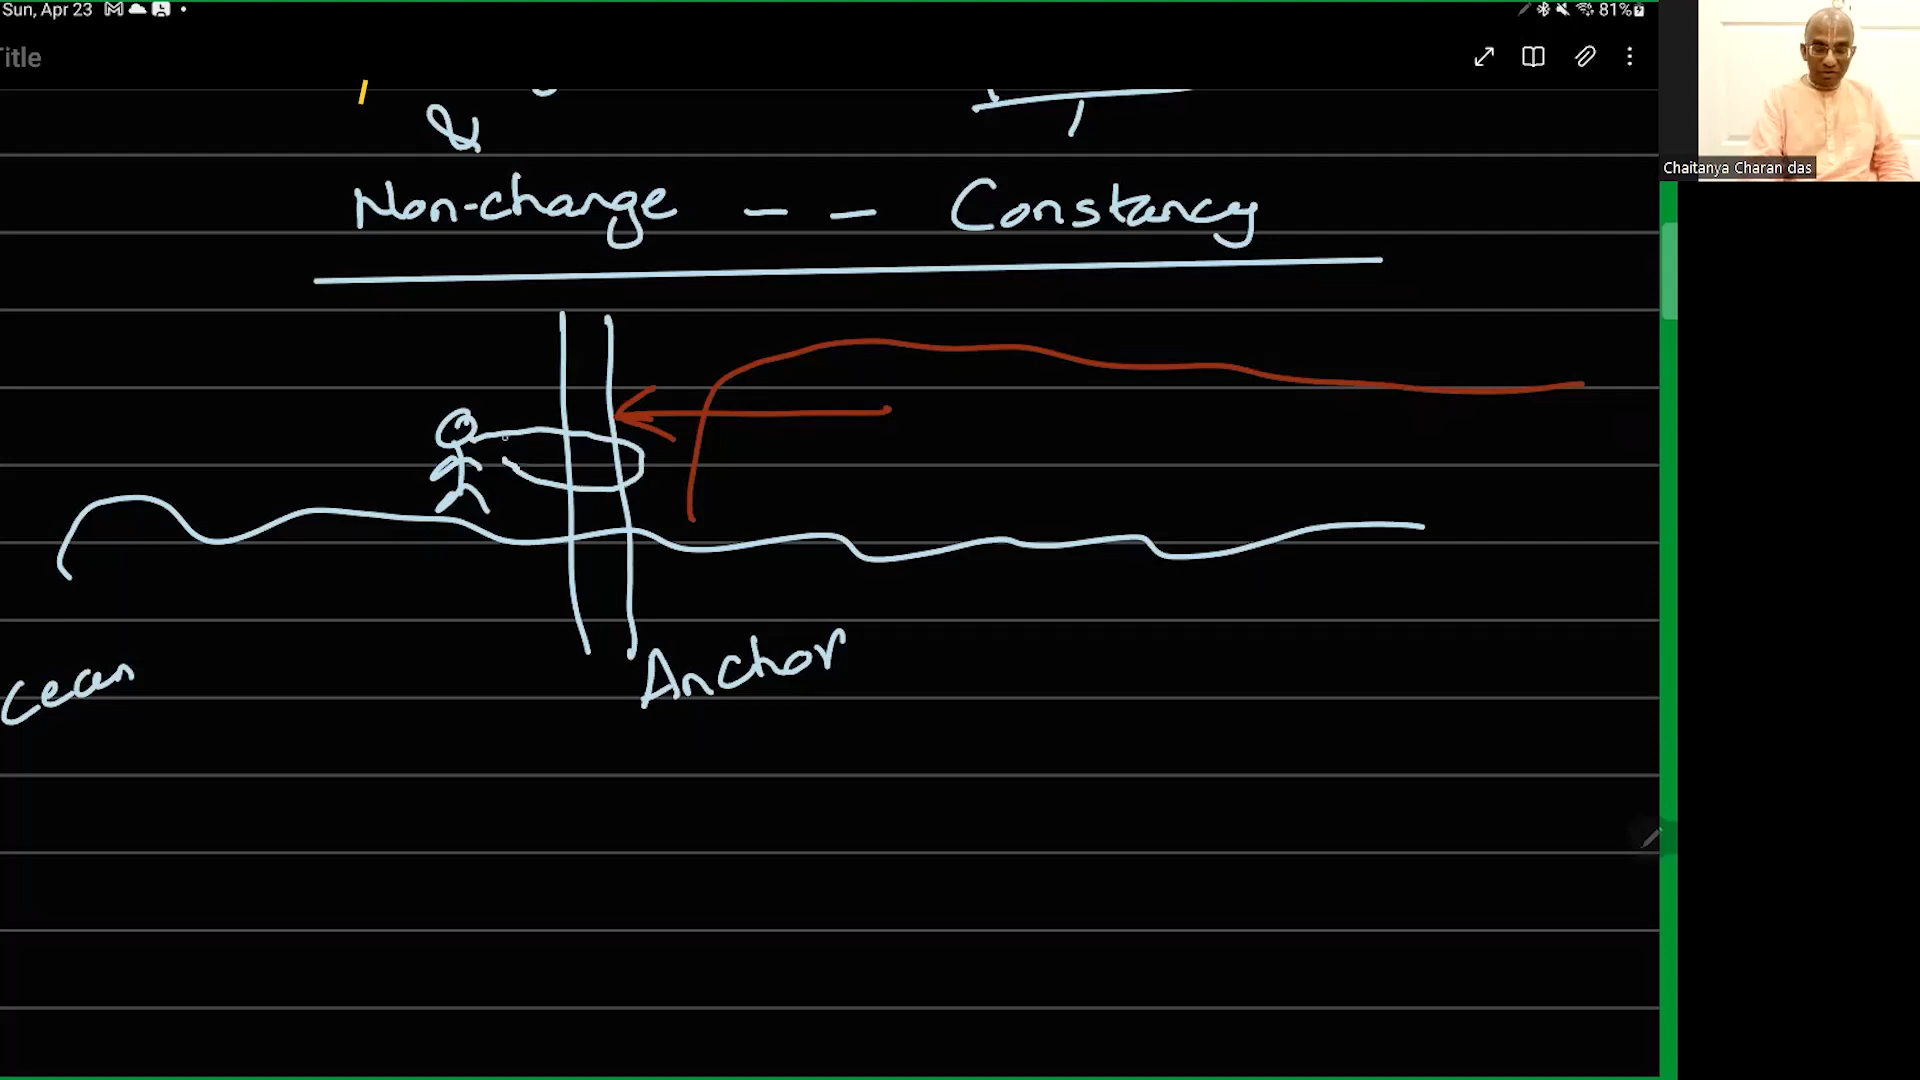 Sun, Apr 23
81%
itle
&
Non-change - - Constancy
Anchor
cean
Chaitanya Charan das